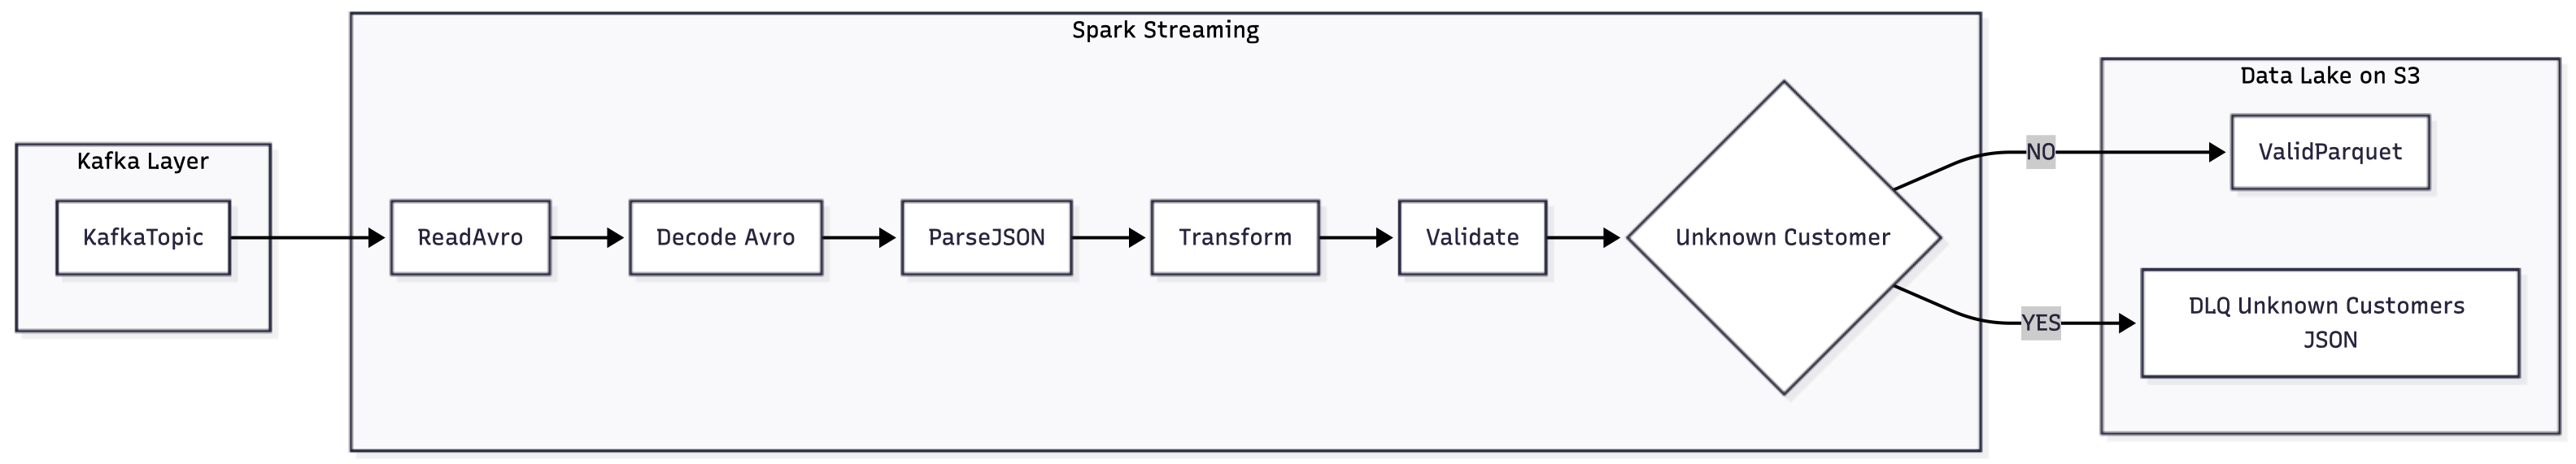 Spark Streaming
Data Lake on S3
Kafka Layer
KafkaTopic
ReadAvro
Decode Avro
ParseJSON
Transform
Validate
Unknown Customer
NO
ValidParquet
YES
DLQ Unknown Customers
JSON